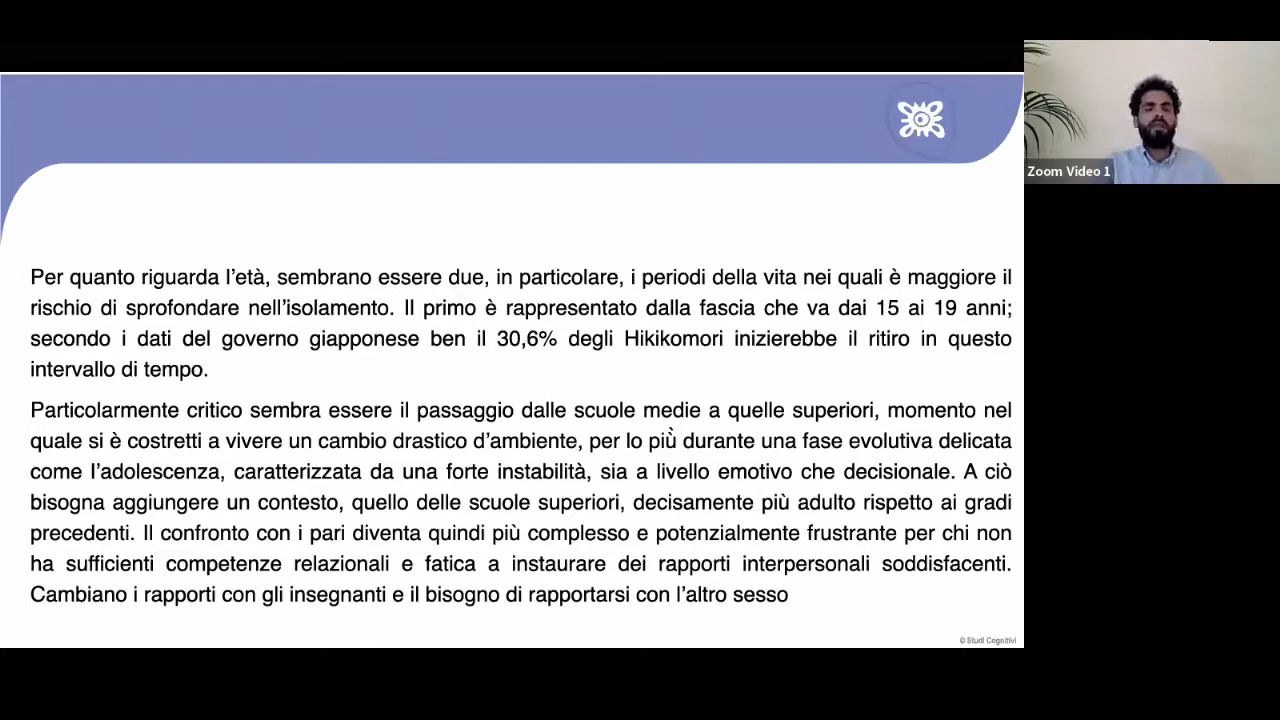 Per quanto riguarda l'età, sembrano essere due, in particolare, i periodi della vita nei quali è maggiore il
rischio di sprofondare nell'isolamento. Il primo è rappresentato dalla fascia che va dai 15 ai 19 anni;
secondo i dati del governo giapponese ben il 30,6% degli Hikikomori inizierebbe il ritiro in questo
intervallo di tempo.
Particolarmente critico sembra essere il passaggio dalle scuole medie a quelle superiori, momento nel
quale si è costretti a vivere un cambio drastico d'ambiente, per lo più durante una fase evolutiva delicata
come l'adolescenza, caratterizzata da una forte instabilità, sia a livello emotivo che decisionale. A ciò
bisogna aggiungere un contesto, quello delle scuole superiori, decisamente più adulto rispetto ai gradi
precedenti. Il confronto con i pari diventa quindi più complesso e potenzialmente frustrante per chi non
ha sufficienti competenze relazionali e fatica a instaurare dei rapporti interpersonali soddisfacenti.
Cambiano i rapporti con gli insegnanti e il bisogno di rapportarsi con l'altro sesso
© Studi Cognitivi
Zoom Video 1